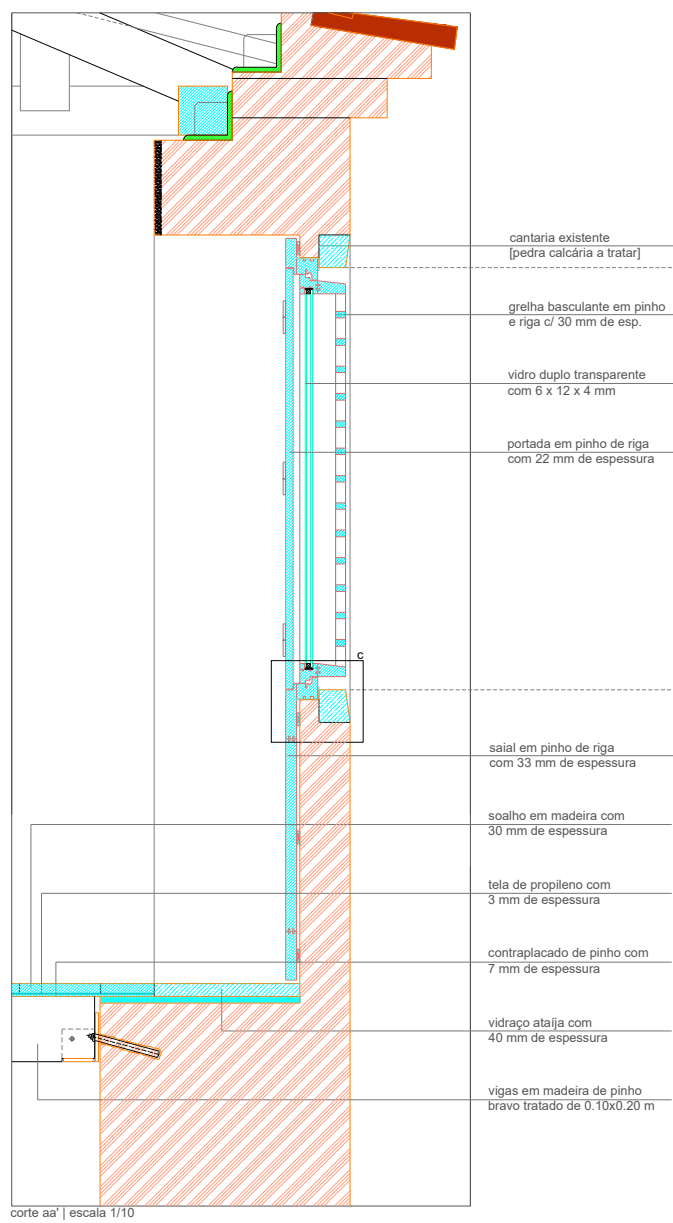 cantaria existente
[pedra calcária a tratar]
grelha basculante em pinho
e riga c/ 30 mm de esp.
vidro duplo transparente
com 6 x 12 x 4 mm
portada em pinho de riga
com 22 mm de espessura
C
saial em pinho de riga
com 33 mm de espessura
soalho em madeira com
30 mm de espessura
tela de propileno com
3 mm de espessura
contraplacado de pinho com
7 mm de espessura
vidraço ataíja com
40 mm de espessura
vigas em madeira de pinho
bravo tratado de 0.10x0.20 m
corte aa' | escala 1/10